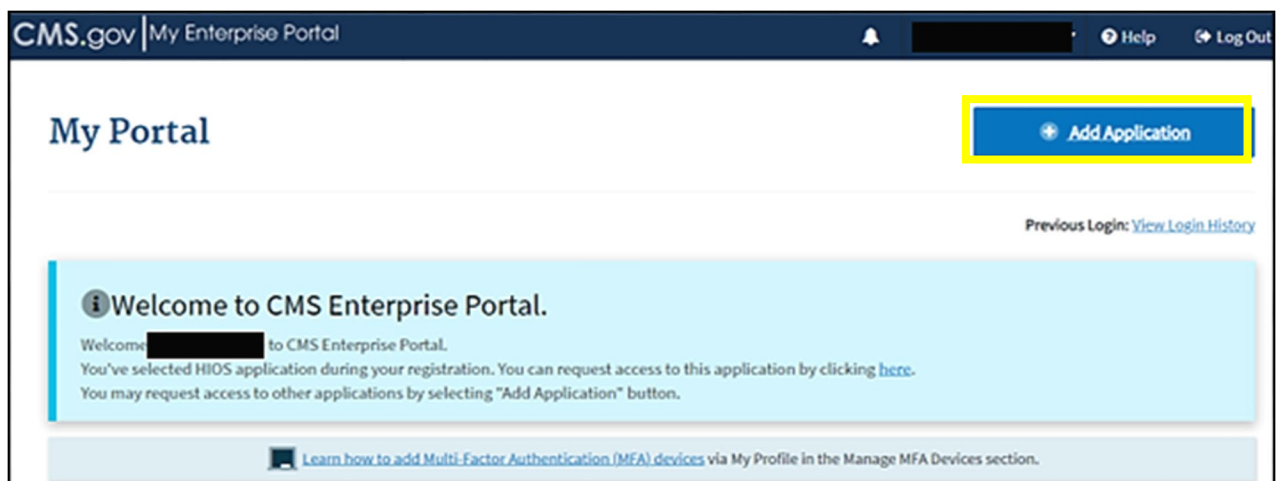 CMS.gov My Enterprise Portal
Help
Log Out
My Portal
Add Application
Previous Login: View Login History
Welcome to CMS Enterprise Portal.
Welcome to CMS Enterprise Portal.
You've selected HIOS application during your registration. You can request access to this application by clicking here.
You may request access to other applications by selecting "Add Application" button.
Learn how to add Multi-Factor Authentication (MFA) devices via My Profile in the Manage MFA Devices section.